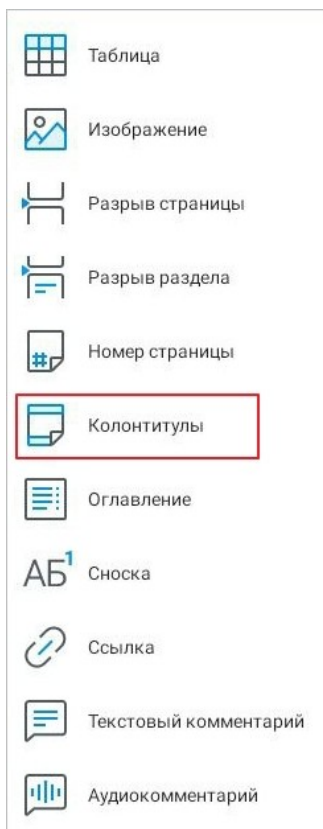 Таблица
Изображение
Разрыв страницы
Разрыв раздела
#
Номер страницы
Колонтитулы
Оглавление
АБ1 Сноска
Ссылка
Текстовый комментарий
Аудиокомментарий